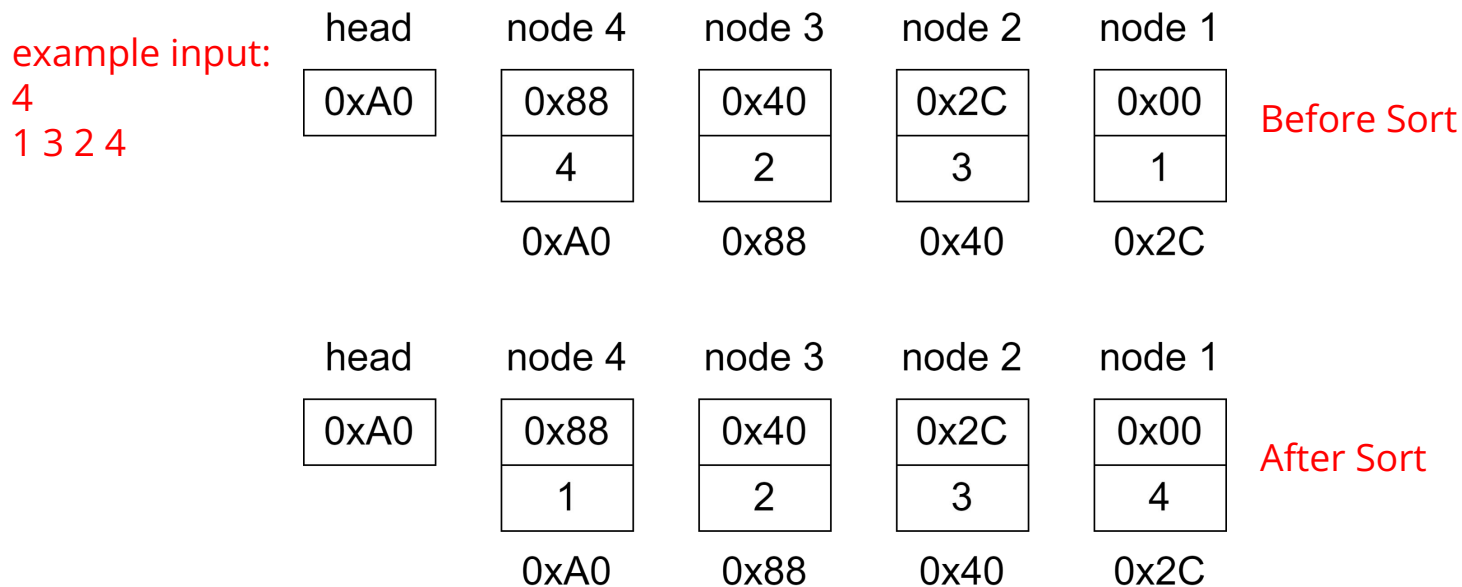 example input:
4
1 3 2 4
head node 4 node 3 node 2 node 1
0xA0 0x88 0x40 0x2C 0x00
Before Sort
4 2 3 1
0xA0 0x88 0x40 0x2C
head node 4 node 3 node 2 node 1
0xA0 0x88 0x40 0x2C 0x00
After Sort
1 2 3 4
0xA0 0x88 0x40 0x2C